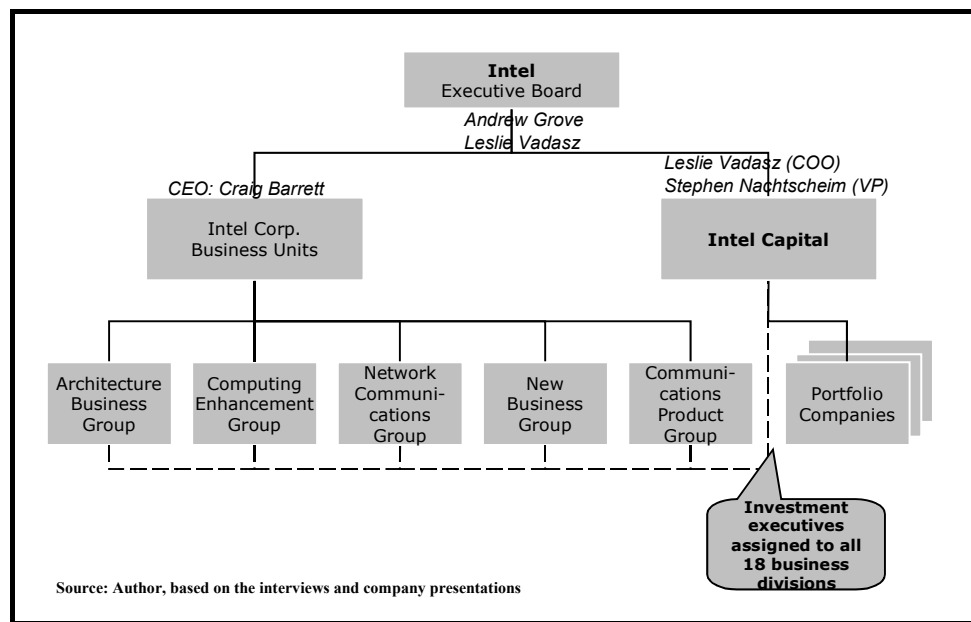 Intel
Executive Board
Andrew Grove
Leslie Vadasz
Leslie Vadasz (COO)
Stephen Nachtscheim (VP)
CEO: Craig Barrett
Intel Corp.
Business Units
Intel Capital
Architecture
Business
Group
Computing
Enhancement
Group
Network
Communi-
cations
Group
New
Business
Group
Communi-
cations
Product
Group
Portfolio
Companies
Investment
executives
assigned to all
18 business
divisions
Source: Author, based on the interviews and company presentations